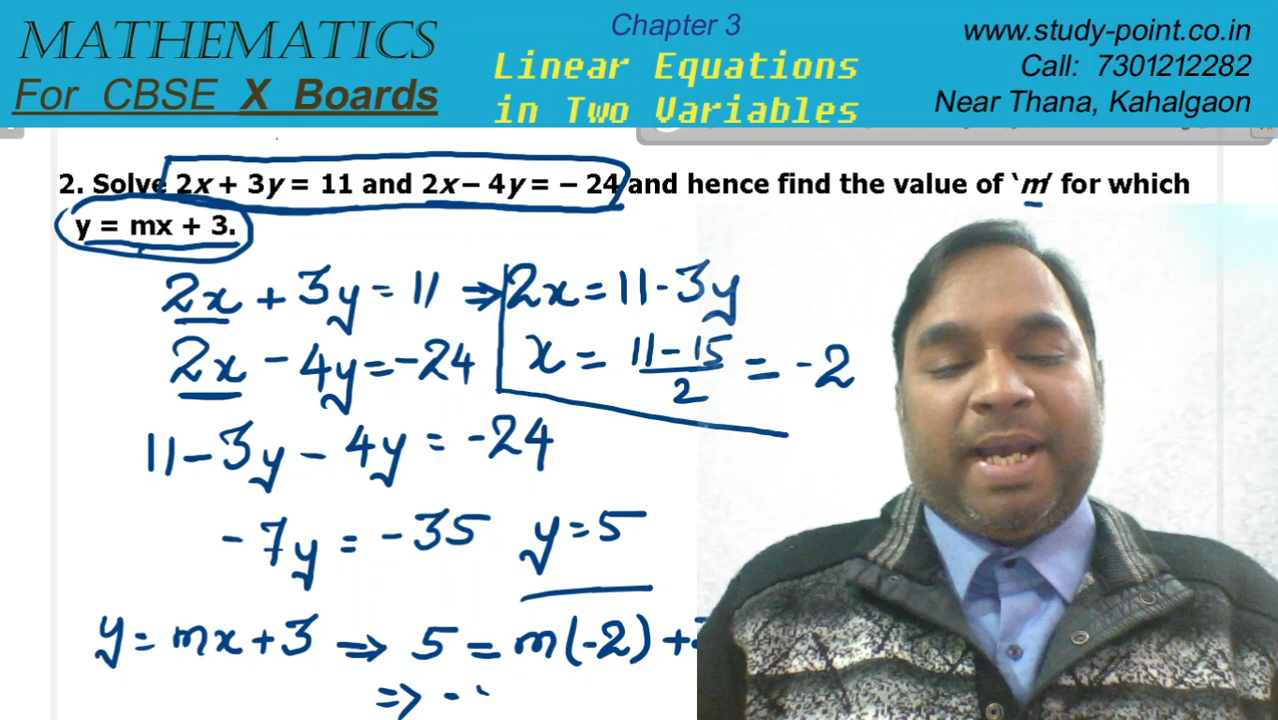 MATHEMATICS
For CBSE X Boards
Chapter 3
Linear Equations
in Two Variables
www.study-point.co.in
Call: 7301212282
Near Thana, Kahalgaon
2. Solve 2x + 3y = 11 and 2x – 4y = – 24 and hence find the value of ‘m’ for which
y = mx + 3.
2x + 3y = 11 ⇒ 2x = 11 - 3y
2x - 4y = -24 x = 11 - 15 / 2 = -2
11 - 3y - 4y = -24
-7y = -35 y = 5
y = mx + 3 ⇒ 5 = m(-2) +
⇒ -